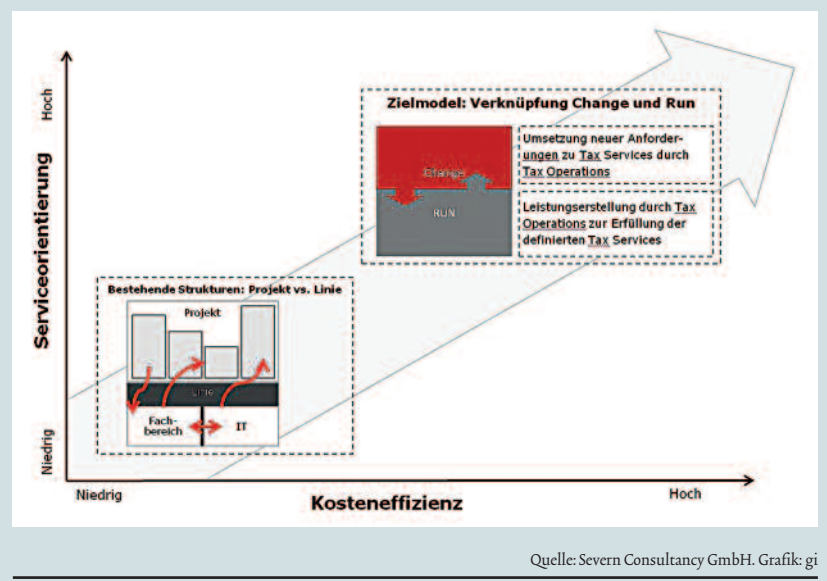 Hoch
Serviceorientierung
Niedrig
Zielmodel: Verknüpfung Change und Run
Change
RUN
Umsetzung neuer Anforder-
ungen zu Tax Services durch
Tax Operations
Leistungserstellung durch Tax
Operations zur Erfüllung der
definierten Tax Services
Bestehende Strukturen: Projekt vs. Linie
Projekt
Linie
Fach-
bereich
IT
Niedrig
Kosteneffizienz
Hoch
Quelle: Severn Consultancy GmbH. Grafik: gi